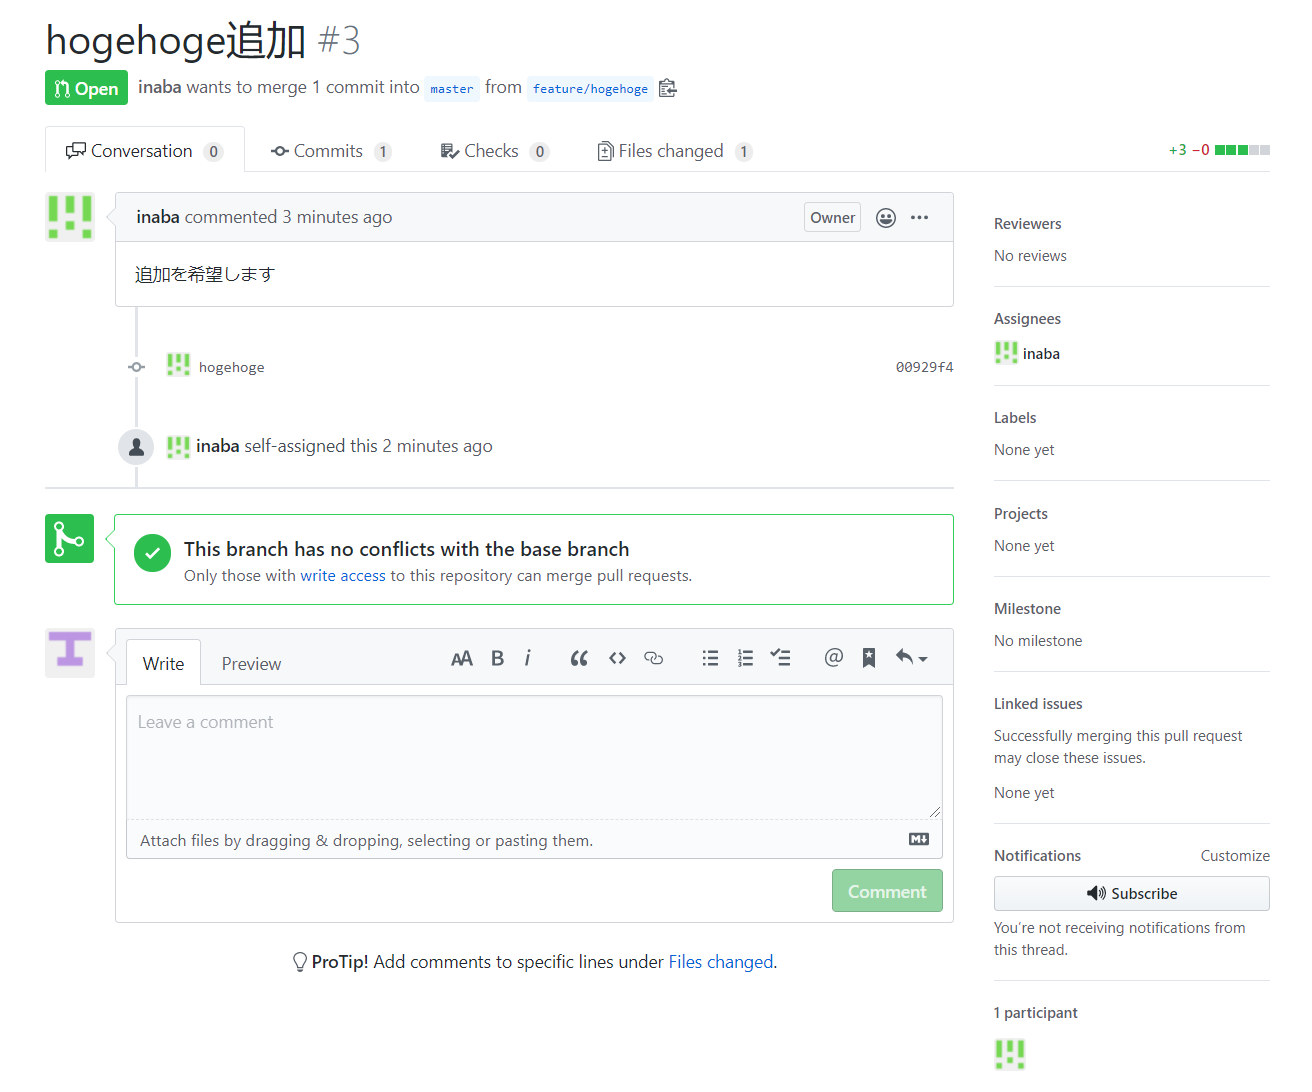 hogehoge追加 #3
Open inaba wants to merge 1 commit into master from feature/hogehoge
Conversation 0 Commits 1 Checks 0 Files changed 1 +3 −0
inaba commented 3 minutes ago Owner
追加を希望します
hogehoge 00929f4
inaba self-assigned this 2 minutes ago
This branch has no conflicts with the base branch
Only those with write access to this repository can merge pull requests.
Write Preview
Leave a comment
Attach files by dragging & dropping, selecting or pasting them.
Comment
ProTip! Add comments to specific lines under Files changed.
Reviewers
No reviews
Assignees
inaba
Labels
None yet
Projects
None yet
Milestone
No milestone
Linked issues
Successfully merging this pull request
may close these issues.
None yet
Notifications Customize
Subscribe
You’re not receiving notifications from
this thread.
1 participant